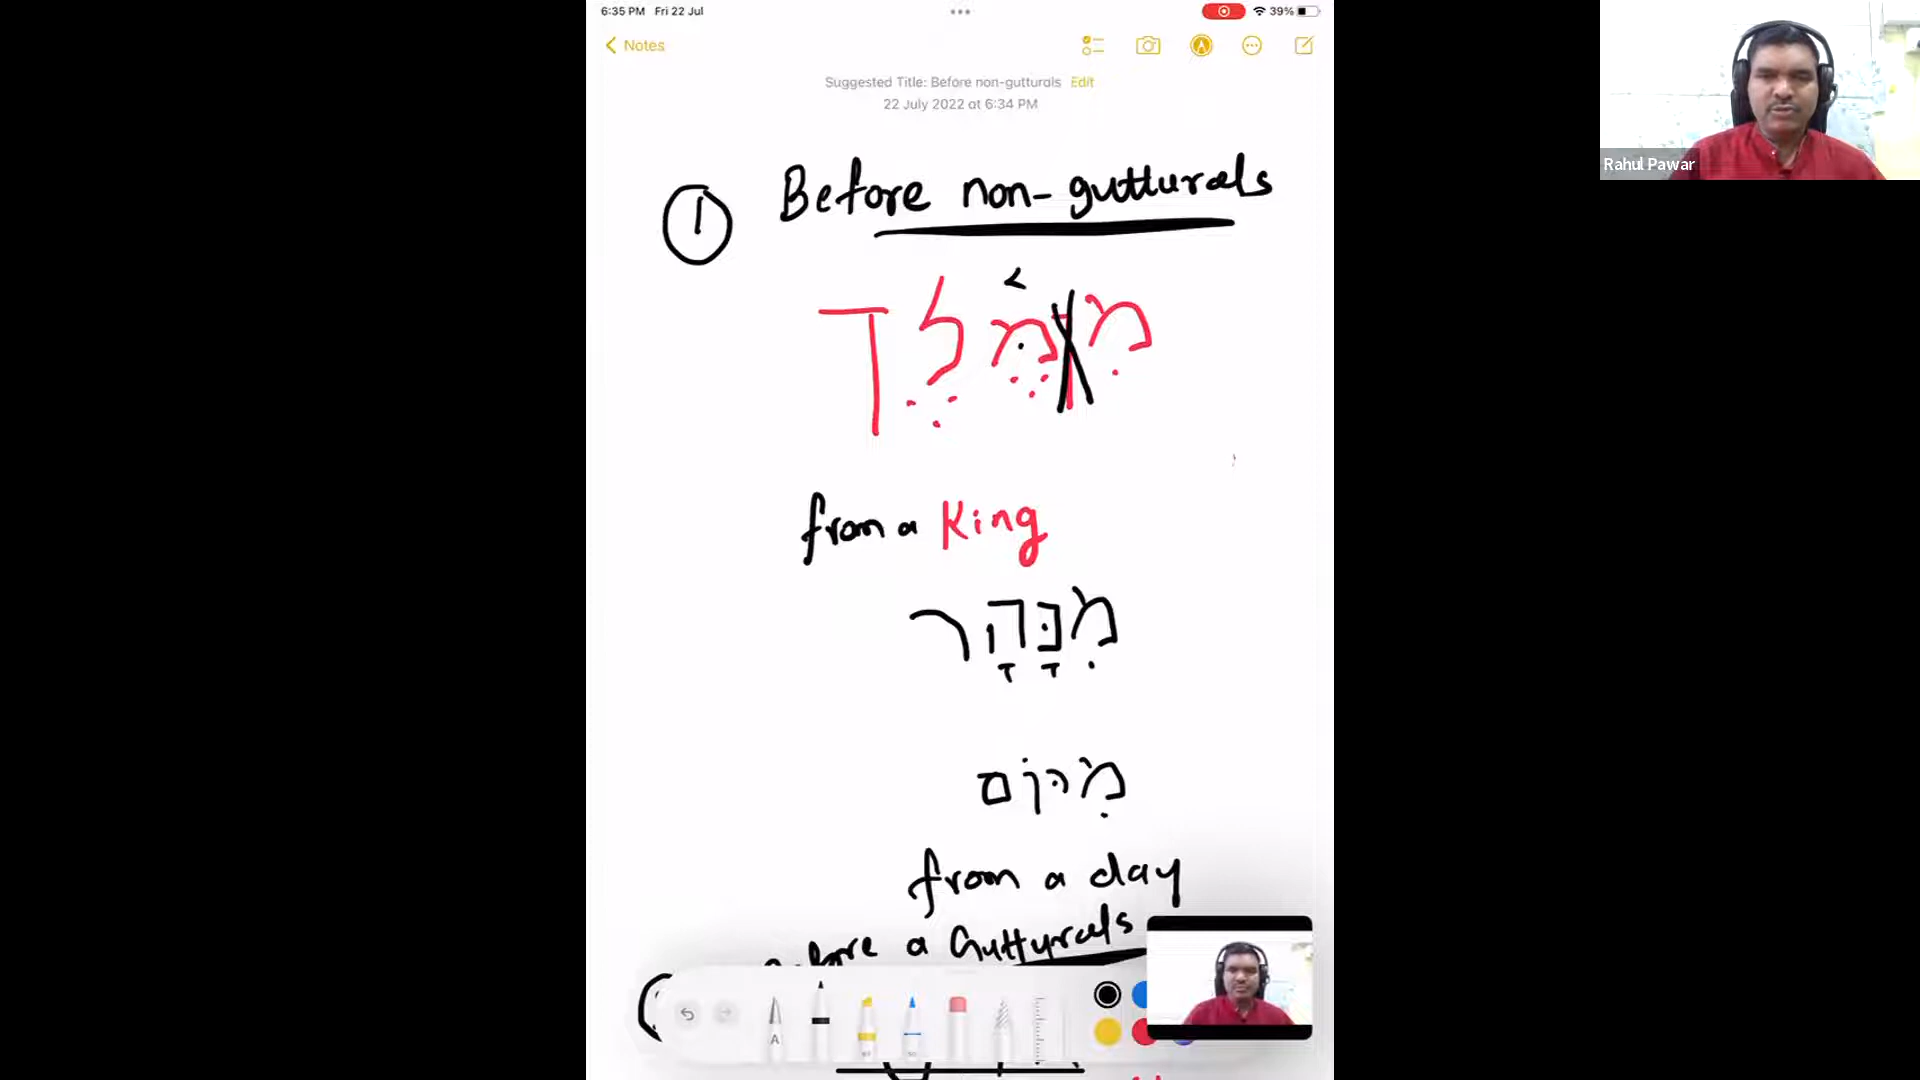 6:35 PM Fri 22 Jul
39%
Notes
Suggested Title: Before non-gutturals Edit
22 July 2022 at 6:34 PM
Rahul Pawar
1 Before non-gutturals
from a King
מִנָּהָר
from a day
a Gutturals